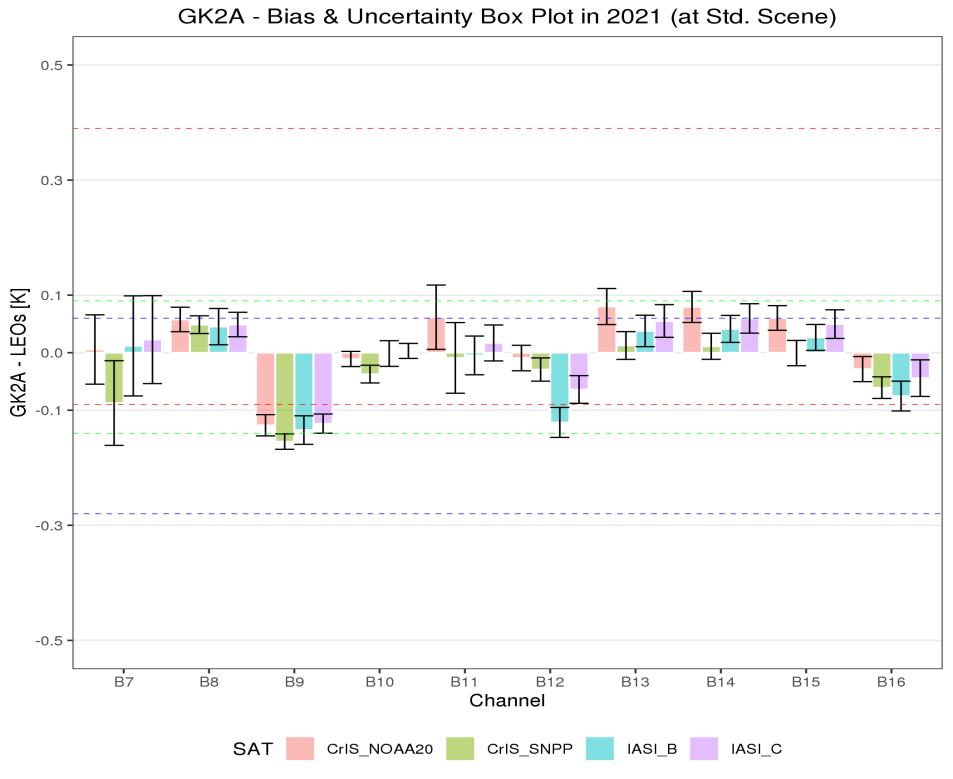 GK2A - Bias & Uncertainty Box Plot in 2021 (at Std. Scene)
GK2A - LEOs [K]
0.5
0.3
0.1
0.0
-0.1
-0.3
-0.5
B7 B8 B9 B10 B11 B12 B13 B14 B15 B16
Channel
SAT CrIS_NOAA20 CrIS_SNPP IASI_B IASI_C